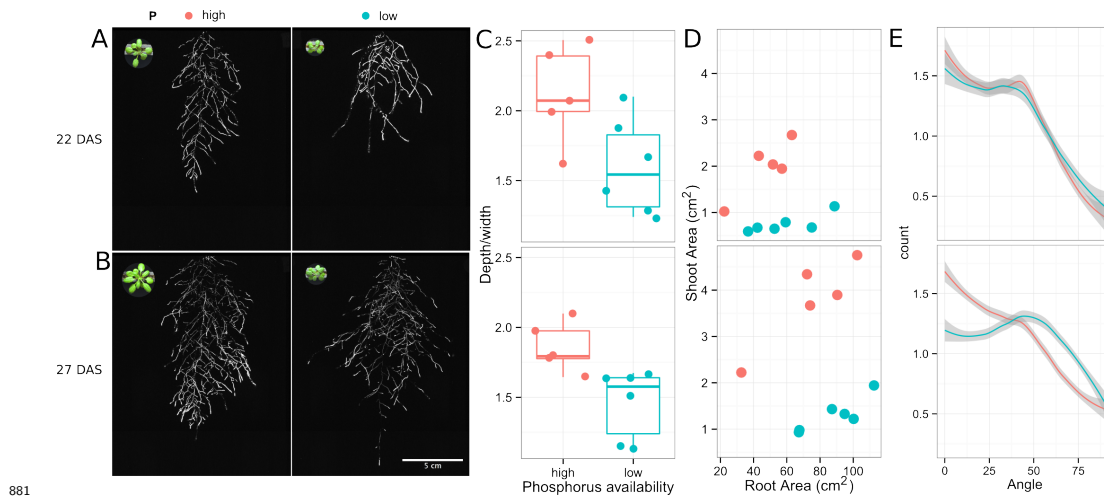 P high low
A
C
D
E
22 DAS
B
27 DAS
5 cm
Depth/width
2.5
2.0
1.5
2.5
2.0
1.5
high low
Phosphorus availability
Shoot Area (cm²)
4
3
2
1
4
3
2
1
20 40 60 80 100
Root Area (cm²)
count
1.5
1.0
0.5
1.5
1.0
0.5
0 25 50 75
Angle
881